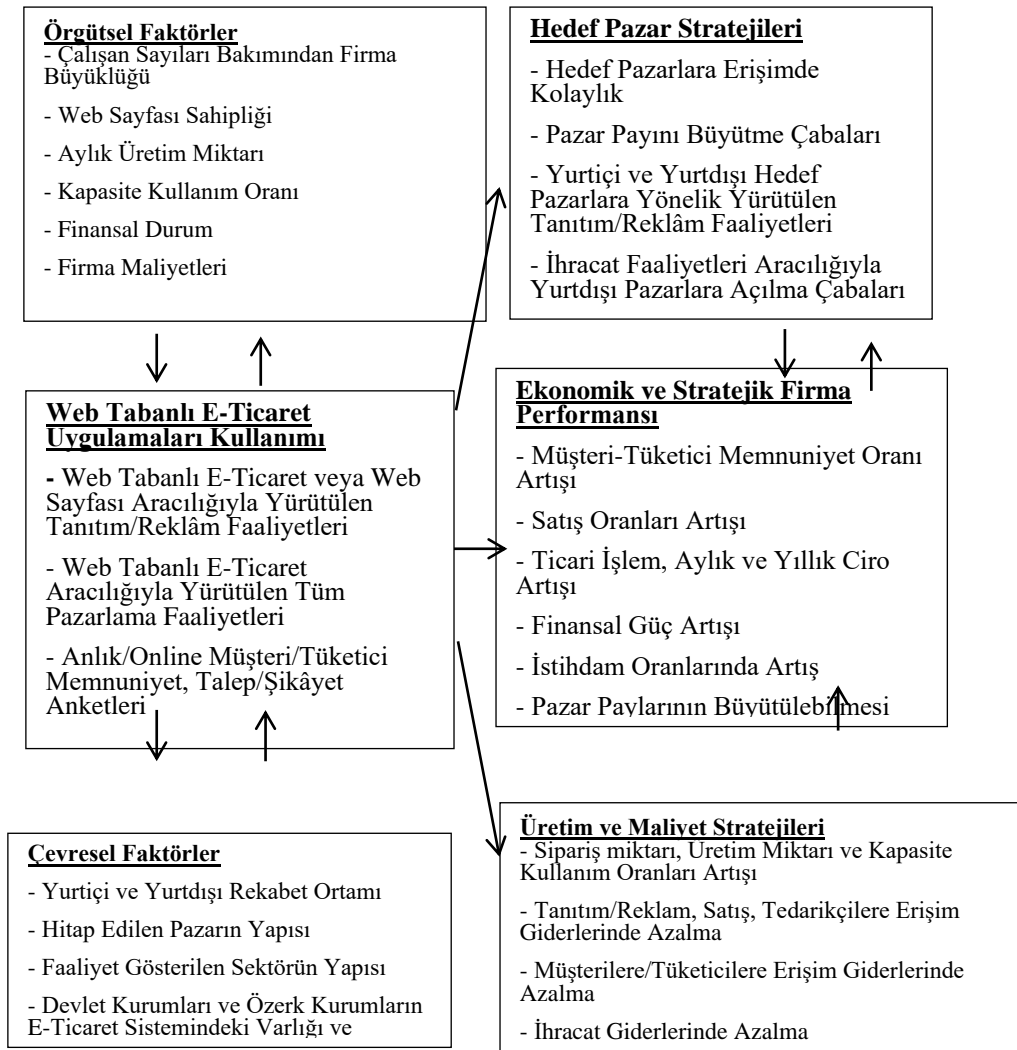 Örgütsel Faktörler
- Çalışan Sayıları Bakımından Firma
Büyüklüğü
- Web Sayfası Sahipliği
- Aylık Üretim Miktarı
- Kapasite Kullanım Oranı
- Finansal Durum
- Firma Maliyetleri
Hedef Pazar Stratejileri
- Hedef Pazarlara Erişimde
Kolaylık
- Pazar Payını Büyütme Çabaları
- Yurtiçi ve Yurtdışı Hedef
Pazarlara Yönelik Yürütülen
Tanıtım/Reklâm Faaliyetleri
- İhracat Faaliyetleri Aracılığıyla
Yurtdışı Pazarlara Açılma Çabaları
Web Tabanlı E-Ticaret
Uygulamaları Kullanımı
- Web Tabanlı E-Ticaret veya Web
Sayfası Aracılığıyla Yürütülen
Tanıtım/Reklâm Faaliyetleri
- Web Tabanlı E-Ticaret
Aracılığıyla Yürütülen Tüm
Pazarlama Faaliyetleri
- Anlık/Online Müşteri/Tüketici
Memnuniyet, Talep/Şikâyet
Anketleri
Ekonomik ve Stratejik Firma
Performansı
- Müşteri-Tüketici Memnuniyet Oranı
Artışı
- Satış Oranları Artışı
- Ticari İşlem, Aylık ve Yıllık Ciro
Artışı
- Finansal Güç Artışı
- İstihdam Oranlarında Artış
- Pazar Paylarının Büyütülebilmesi
Çevresel Faktörler
- Yurtiçi ve Yurtdışı Rekabet Ortamı
- Hitap Edilen Pazarın Yapısı
- Faaliyet Gösterilen Sektörün Yapısı
- Devlet Kurumları ve Özerk Kurumların
E-Ticaret Sistemindeki Varlığı ve
Üretim ve Maliyet Stratejileri
- Sipariş miktarı, Üretim Miktarı ve Kapasite
Kullanım Oranları Artışı
- Tanıtım/Reklam, Satış, Tedarikçilere Erişim
Giderlerinde Azalma
- Müşterilere/Tüketicilere Erişim Giderlerinde
Azalma
- İhracat Giderlerinde Azalma